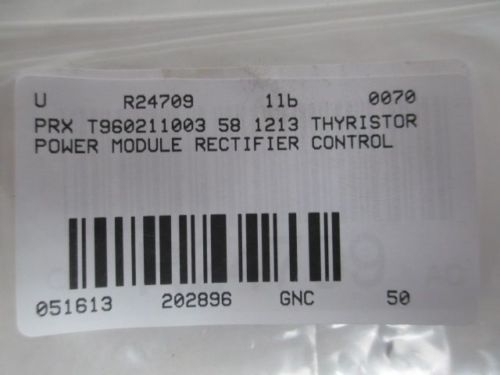 U R24709 1lb 0070
PRX T960211003 58 1213 THYRISTOR
POWER MODULE RECTIFIER CONTROL
051613 202896 GNC 50